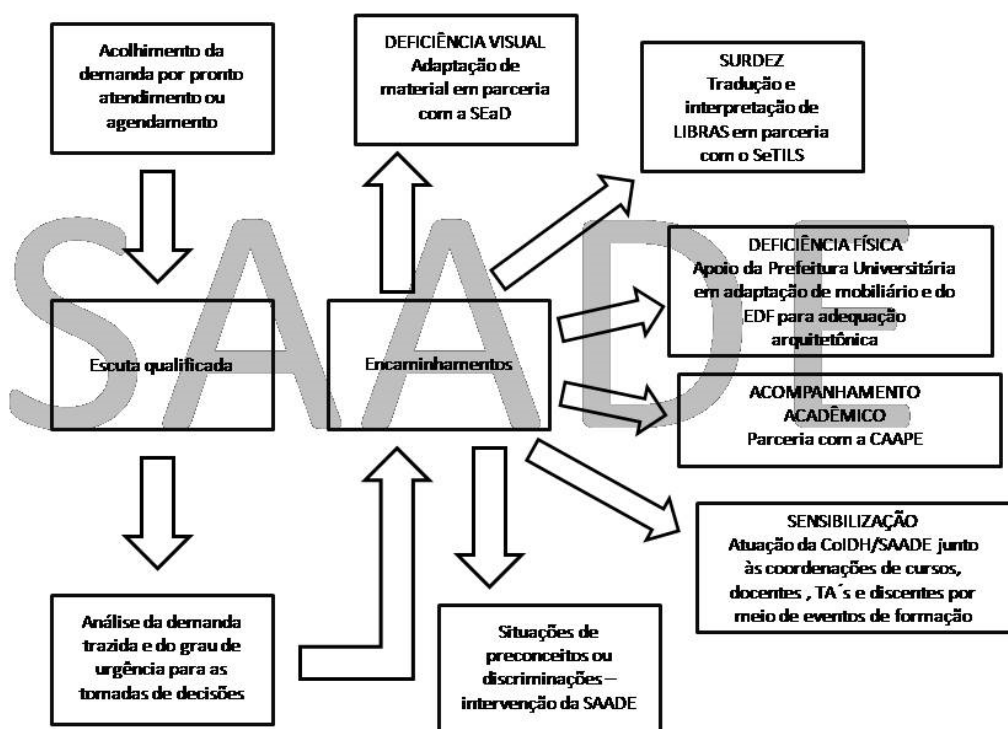 Acolhimento da
demanda por pronto
atendimento ou
agendamento
Escuta qualificada
Análise da demanda
trazida e do grau de
urgência para as
tomadas de decisões
Encaminhamentos
DEFICIÊNCIA VISUAL
Adaptação de
material em parceria
com a SEaD
SURDEZ
Tradução e
interpretação de
LIBRAS em parceria
com o SeTILS
DEFICIÊNCIA FÍSICA
Apoio da Prefeitura Universitária
em adaptação de mobiliário e do
EDF para adequação
arquitetônica
ACOMPANHAMENTO
ACADÊMICO
Parceria com a CAAPE
SENSIBILIZAÇÃO
Atuação da CoIDH/SAADE junto
às coordenações de cursos,
docentes , TA´s e discentes por
meio de eventos de formação
Situações de
preconceitos ou
discriminações –
intervenção da SAADE
SAADE